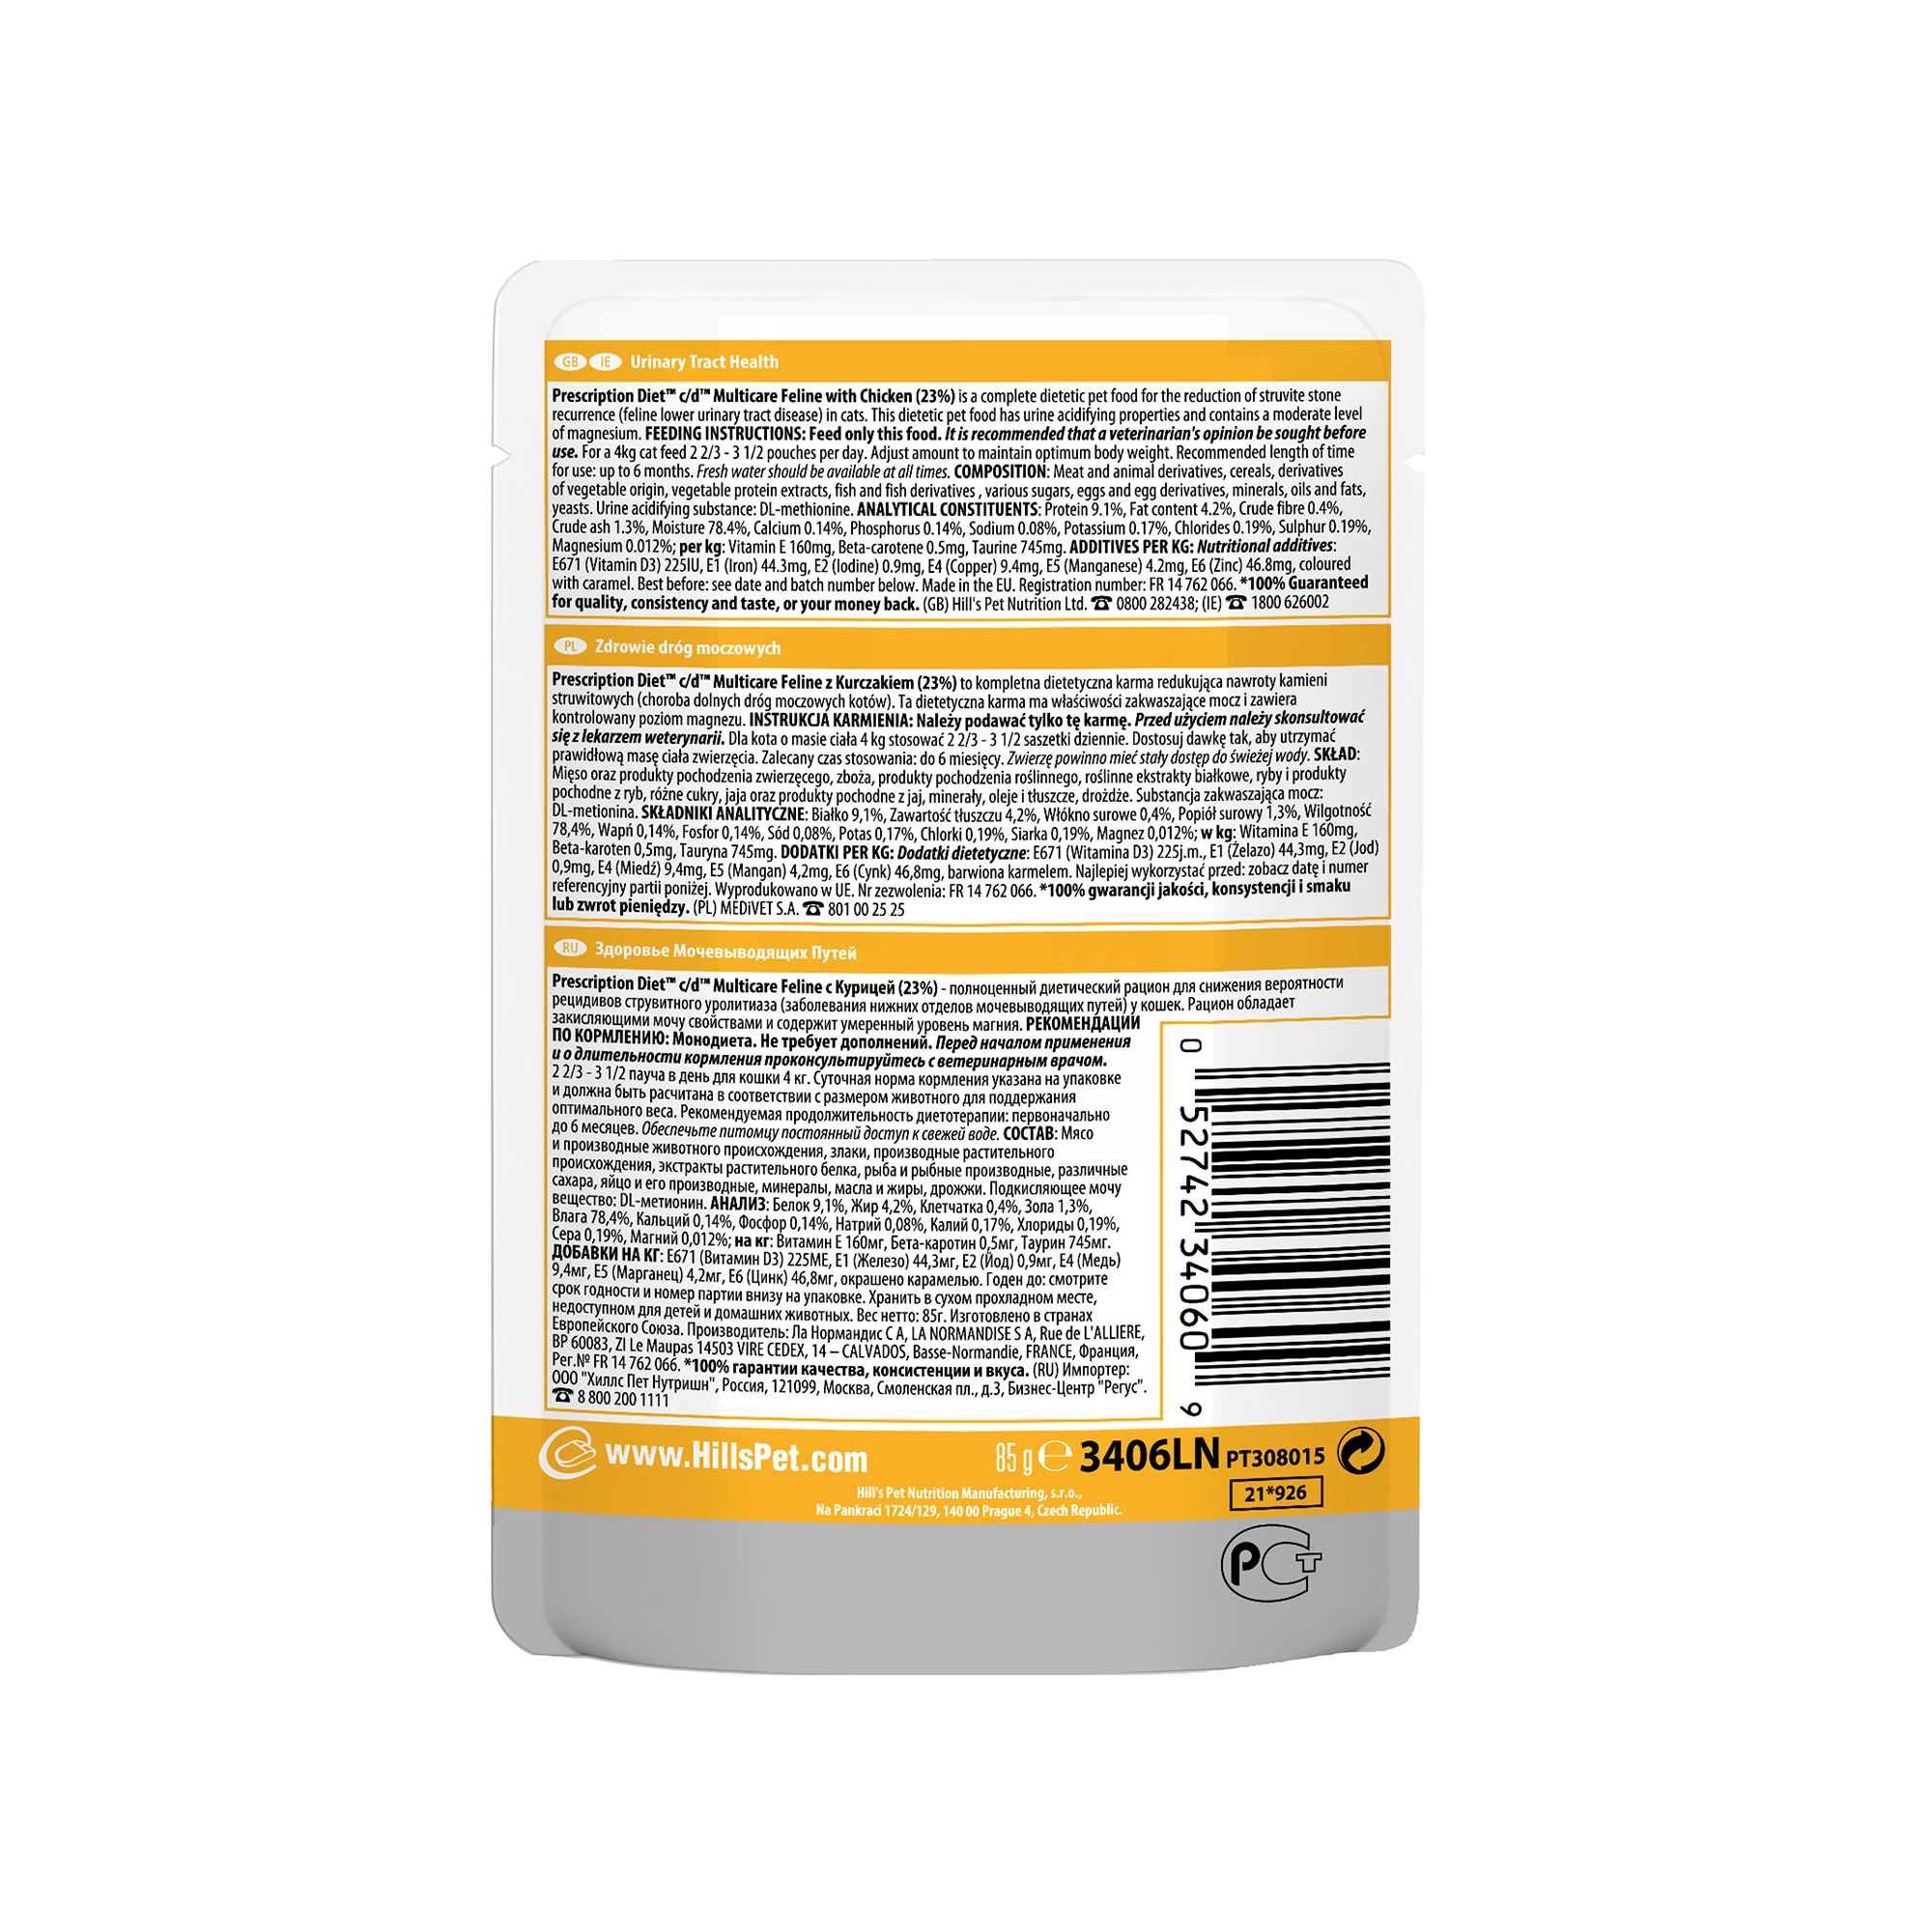 GB IE Urinary Tract Health
Prescription Diet™ c/d™ Multicare Feline with Chicken (23%) is a complete dietetic pet food for the reduction of struvite stone
recurrence (feline lower urinary tract disease) in cats. This dietetic pet food has urine acidifying properties and contains a moderate level
of magnesium. FEEDING INSTRUCTIONS: Feed only this food. It is recommended that a veterinarian's opinion be sought before
use. For a 4kg cat feed 2 2/3 - 3 1/2 pouches per day. Adjust amount to maintain optimum body weight. Recommended length of time
for use: up to 6 months. Fresh water should be available at all times. COMPOSITION: Meat and animal derivatives, cereals, derivatives
of vegetable origin, vegetable protein extracts, fish and fish derivatives , various sugars, eggs and egg derivatives, minerals, oils and fats,
yeasts. Urine acidifying substance: DL-methionine. ANALYTICAL CONSTITUENTS: Protein 9.1%, Fat content 4.2%, Crude fibre 0.4%,
Crude ash 1.3%, Moisture 78.4%, Calcium 0.14%, Phosphorus 0.14%, Sodium 0.08%, Potassium 0.17%, Chlorides 0.19%, Sulphur 0.19%,
Magnesium 0.012%; per kg: Vitamin E 160mg, Beta-carotene 0.5mg, Taurine 745mg. ADDITIVES PER KG: Nutritional additives:
E671 (Vitamin D3) 225IU, E1 (Iron) 44.3mg, E2 (Iodine) 0.9mg, E4 (Copper) 9.4mg, E5 (Manganese) 4.2mg, E6 (Zinc) 46.8mg, coloured
with caramel. Best before: see date and batch number below. Made in the EU. Registration number: FR 14 762 066. *100% Guaranteed
for quality, consistency and taste, or your money back. (GB) Hill's Pet Nutrition Ltd. ☎ 0800 282438; (IE) ☎ 1800 626002
PL Zdrowie dróg moczowych
Prescription Diet™ c/d™ Multicare Feline z Kurczakiem (23%) to kompletna dietetyczna karma redukująca nawroty kamieni
struwitowych (choroba dolnych dróg moczowych kotów). Ta dietetyczna karma ma właściwości zakwaszające mocz i zawiera
kontrolowany poziom magnezu. INSTRUKCJA KARMIENIA: Należy podawać tylko tę karmę. Przed użyciem należy skonsultować
się z lekarzem weterynarii. Dla kota o masie ciała 4 kg stosować 2 2/3 - 3 1/2 saszetki dziennie. Dostosuj dawkę tak, aby utrzymać
prawidłową masę ciała zwierzęcia. Zalecany czas stosowania: do 6 miesięcy. Zwierzę powinno mieć stały dostęp do świeżej wody. SKŁAD:
Mięso oraz produkty pochodzenia zwierzęcego, zboża, produkty pochodzenia roślinnego, roślinne ekstrakty białkowe, ryby i produkty
pochodne z ryb, różne cukry, jaja oraz produkty pochodne z jaj, minerały, oleje i tłuszcze, drożdże. Substancja zakwaszająca mocz:
DL-metionina. SKŁADNIKI ANALITYCZNE: Białko 9,1%, Zawartość tłuszczu 4,2%, Włókno surowe 0,4%, Popiół surowy 1,3%, Wilgotność
78,4%, Wapń 0,14%, Fosfor 0,14%, Sód 0,08%, Potas 0,17%, Chlorki 0,19%, Siarka 0,19%, Magnez 0,012%; w kg: Witamina E 160mg,
Beta-karoten 0,5mg, Tauryna 745mg. DODATKI PER KG: Dodatki dietetyczne: E671 (Witamina D3) 225j.m., E1 (Żelazo) 44,3mg, E2 (Jod)
0,9mg, E4 (Miedź) 9,4mg, E5 (Mangan) 4,2mg, E6 (Cynk) 46,8mg, barwiona karmelem. Najlepiej wykorzystać przed: zobacz datę i numer
referencyjny partii poniżej. Wyprodukowano w UE. Nr zezwolenia: FR 14 762 066. *100% gwarancji jakości, konsystencji i smaku
lub zwrot pieniędzy. (PL) MEDiVET S.A. ☎ 801 00 25 25
RU Здоровье Мочевыводящих Путей
Prescription Diet™ c/d™ Multicare Feline с Курицей (23%) - полноценный диетический рацион для снижения вероятности
рецидивов струвитного уролитиаза (заболевания нижних отделов мочевыводящих путей) у кошек. Рацион обладает
закисляющими мочу свойствами и содержит умеренный уровень магния. РЕКОМЕНДАЦИИ
ПО КОРМЛЕНИЮ: Монодиета. Не требует дополнений. Перед началом применения
и о длительности кормления проконсультируйтесь с ветеринарным врачом.
2 2/3 - 3 1/2 пауча в день для кошки 4 кг. Суточная норма кормления указана на упаковке
и должна быть расчитана в соответствии с размером животного для поддержания
оптимального веса. Рекомендуемая продолжительность диетотерапии: первоначально
до 6 месяцев. Обеспечьте питомцу постоянный доступ к свежей воде. СОСТАВ: Мясо
и производные животного происхождения, злаки, производные растительного
происхождения, экстракты растительного белка, рыба и рыбные производные, различные
сахара, яйцо и его производные, минералы, масла и жиры, дрожжи. Подкисляющее мочу
вещество: DL-метионин. АНАЛИЗ: Белок 9,1%, Жир 4,2%, Клетчатка 0,4%, Зола 1,3%,
Влага 78,4%, Кальций 0,14%, Фосфор 0,14%, Натрий 0,08%, Калий 0,17%, Хлориды 0,19%,
Сера 0,19%, Магний 0,012%; на кг: Витамин Е 160мг, Бета-каротин 0,5мг, Таурин 745мг.
ДОБАВКИ НА КГ: E671 (Витамин D3) 225МЕ, E1 (Железо) 44,3мг, E2 (Йод) 0,9мг, E4 (Медь)
9,4мг, E5 (Марганец) 4,2мг, E6 (Цинк) 46,8мг, окрашено карамелью. Годен до: смотрите
срок годности и номер партии внизу на упаковке. Хранить в сухом прохладном месте,
недоступном для детей и домашних животных. Вес нетто: 85г. Изготовлено в странах
Европейского Союза. Производитель: Ла Нормандис С А, LA NORMANDISE S A, Rue de L'ALLIERE,
BP 60083, ZI Le Maupas 14503 VIRE CEDEX, 14 – CALVADOS, Basse-Normandie, FRANCE, Франция,
Рег.№ FR 14 762 066. *100% гарантии качества, консистенции и вкуса. (RU) Импортер:
ООО "Хиллс Пет Нутришн", Россия, 121099, Москва, Смоленская пл., д.3, Бизнес-Центр "Регус".
☎ 8 800 200 1111
0 52742 34060 9
www.HillsPet.com
85 g ℮ 3406LN PT308015
21*926
Hill's Pet Nutrition Manufacturing, s.r.o.,
Na Pankraci 1724/129, 140 00 Prague 4, Czech Republic.
РСТ